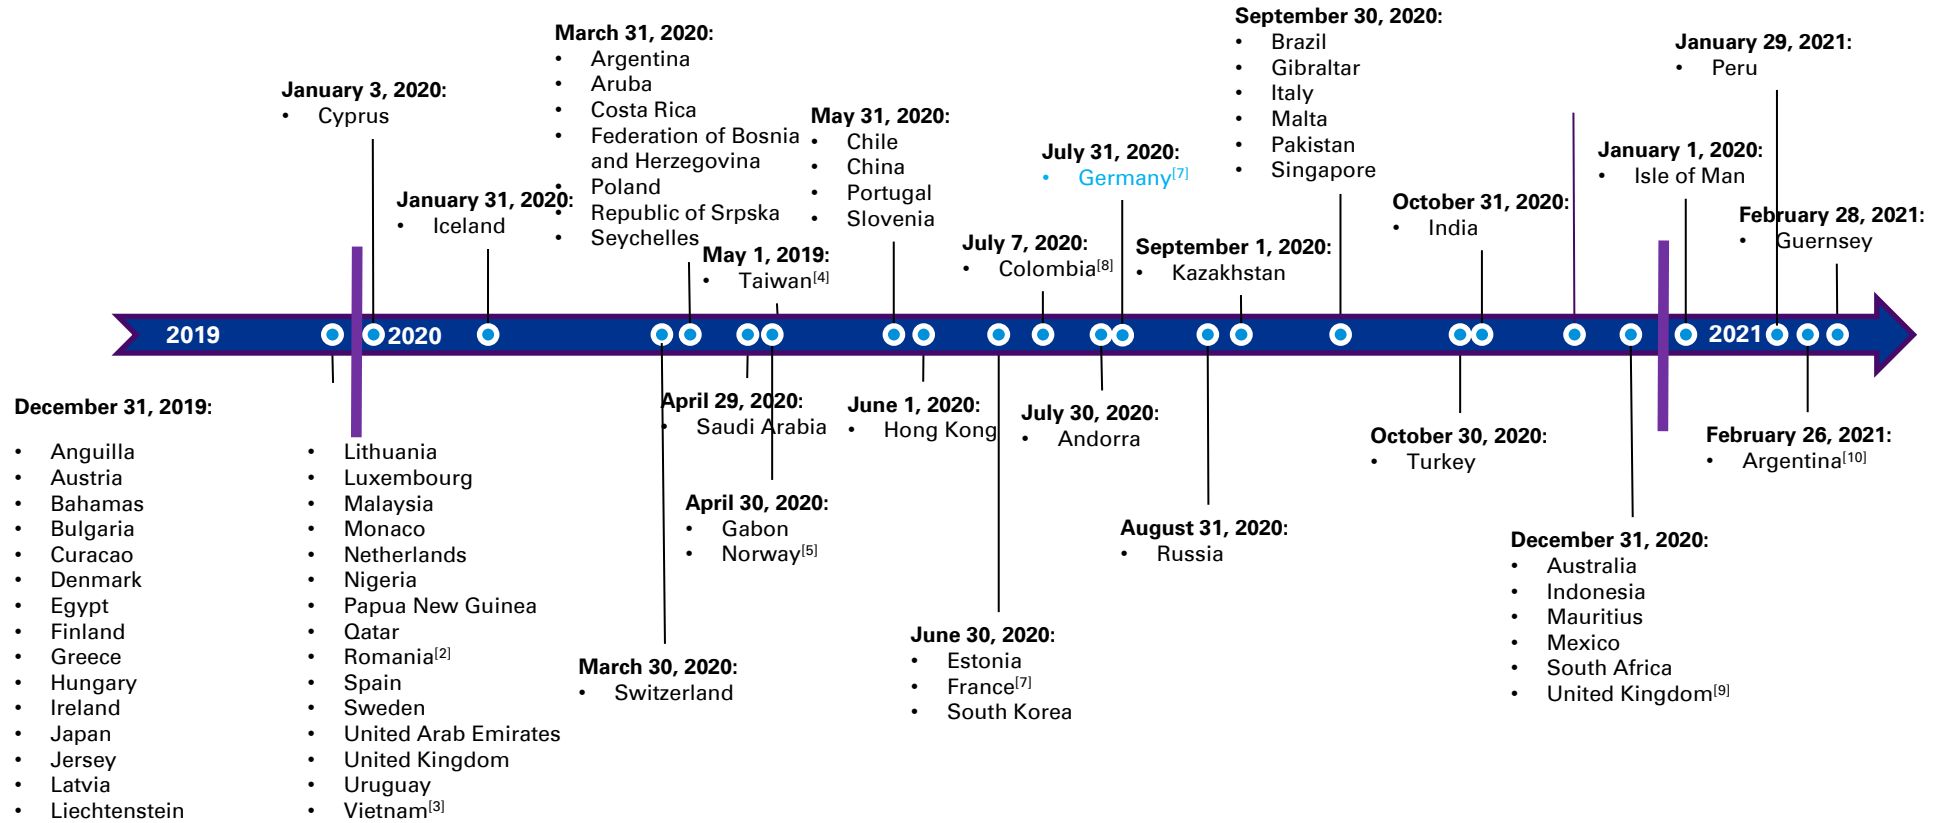 September 30, 2020:
• Brazil
• Gibraltar
• Italy
• Malta
• Pakistan
• Singapore
March 31, 2020:
• Argentina
• Aruba
• Costa Rica
• Federation of Bosnia
and Herzegovina
• Poland
• Republic of Srpska
• Seychelles
January 29, 2021:
• Peru
January 3, 2020:
• Cyprus
May 31, 2020:
• Chile
• China
• Portugal
• Slovenia
July 31, 2020:
• Germany[7]
January 1, 2020:
• Isle of Man
January 31, 2020:
• Iceland
October 31, 2020:
• India
February 28, 2021:
• Guernsey
May 1, 2019:
• Taiwan[4]
July 7, 2020:
• Colombia[8]
September 1, 2020:
• Kazakhstan
2019
2020
2021
December 31, 2019:
• Anguilla
• Austria
• Bahamas
• Bulgaria
• Curacao
• Denmark
• Egypt
• Finland
• Greece
• Hungary
• Ireland
• Japan
• Jersey
• Latvia
• Liechtenstein
• Lithuania
• Luxembourg
• Malaysia
• Monaco
• Netherlands
• Nigeria
• Papua New Guinea
• Qatar
• Romania[2]
• Spain
• Sweden
• United Arab Emirates
• United Kingdom
• Uruguay
• Vietnam[3]
March 30, 2020:
• Switzerland
April 29, 2020:
• Saudi Arabia
April 30, 2020:
• Gabon
• Norway[5]
June 1, 2020:
• Hong Kong
June 30, 2020:
• Estonia
• France[7]
• South Korea
July 30, 2020:
• Andorra
August 31, 2020:
• Russia
October 30, 2020:
• Turkey
December 31, 2020:
• Australia
• Indonesia
• Mauritius
• Mexico
• South Africa
• United Kingdom[9]
February 26, 2021:
• Argentina[10]